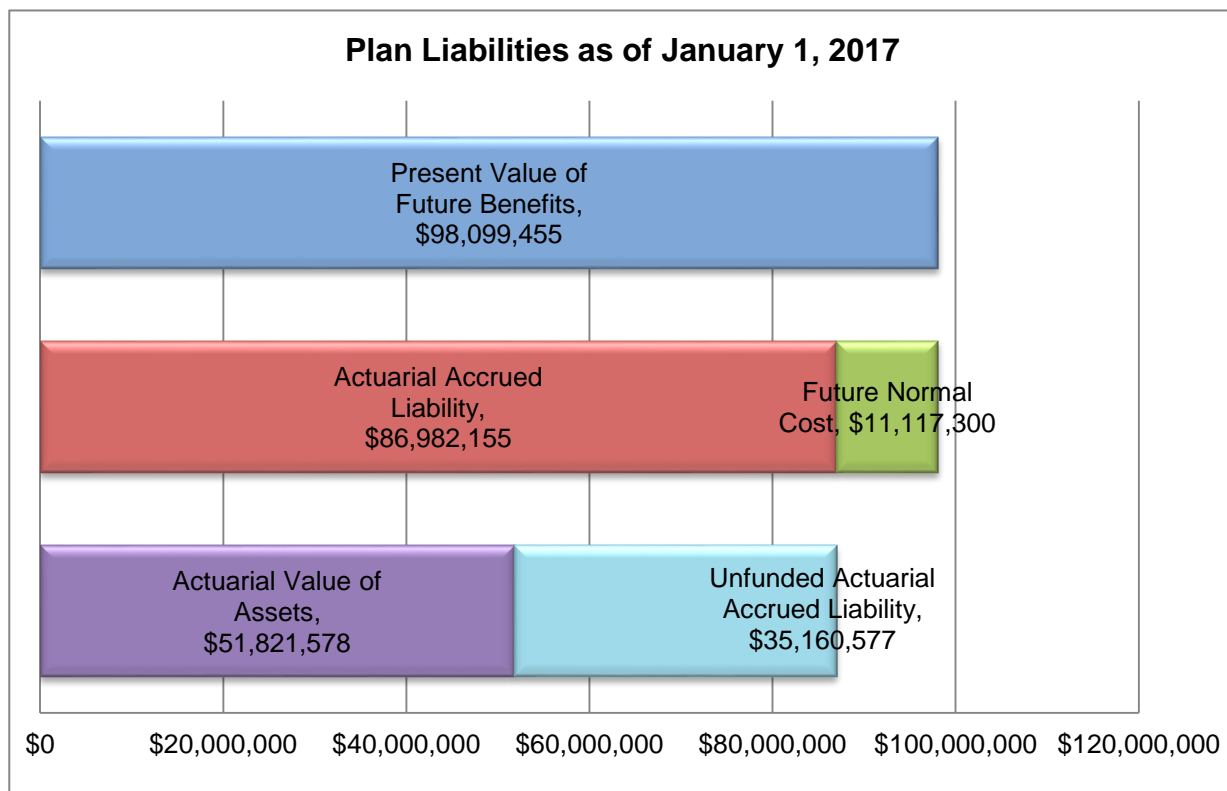 Plan Liabilities as of January 1, 2017
Present Value of
Future Benefits,
$98,099,455
Actuarial Accrued
Liability,
$86,982,155
Future Normal
Cost, $11,117,300
Actuarial Value of
Assets,
$51,821,578
Unfunded Actuarial
Accrued Liability,
$35,160,577
$0 $20,000,000 $40,000,000 $60,000,000 $80,000,000 $100,000,000 $120,000,000